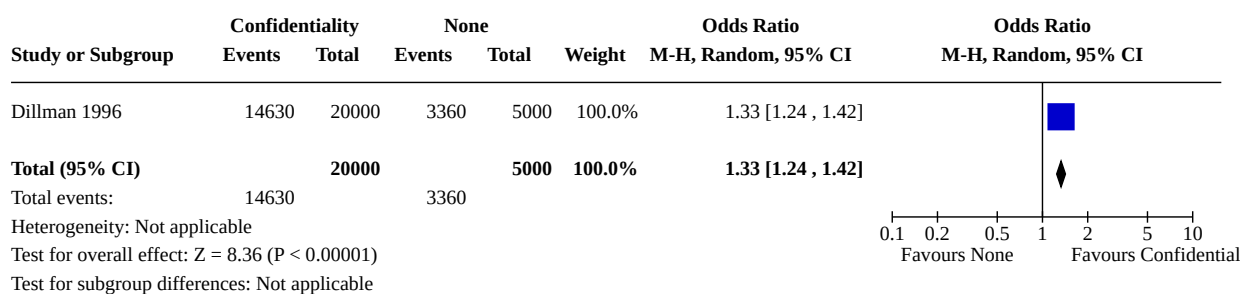 Confidentiality None Odds Ratio Odds Ratio
Study or Subgroup Events Total Events Total Weight M-H, Random, 95% CI M-H, Random, 95% CI
Dillman 1996 14630 20000 3360 5000 100.0% 1.33 [1.24 , 1.42]
Total (95% CI) 20000 5000 100.0% 1.33 [1.24 , 1.42]
Total events: 14630 3360
Heterogeneity: Not applicable
0.1 0.2 0.5 1 2 5 10
Test for overall effect: Z = 8.36 (P < 0.00001) Favours None Favours Confidential
Test for subgroup differences: Not applicable